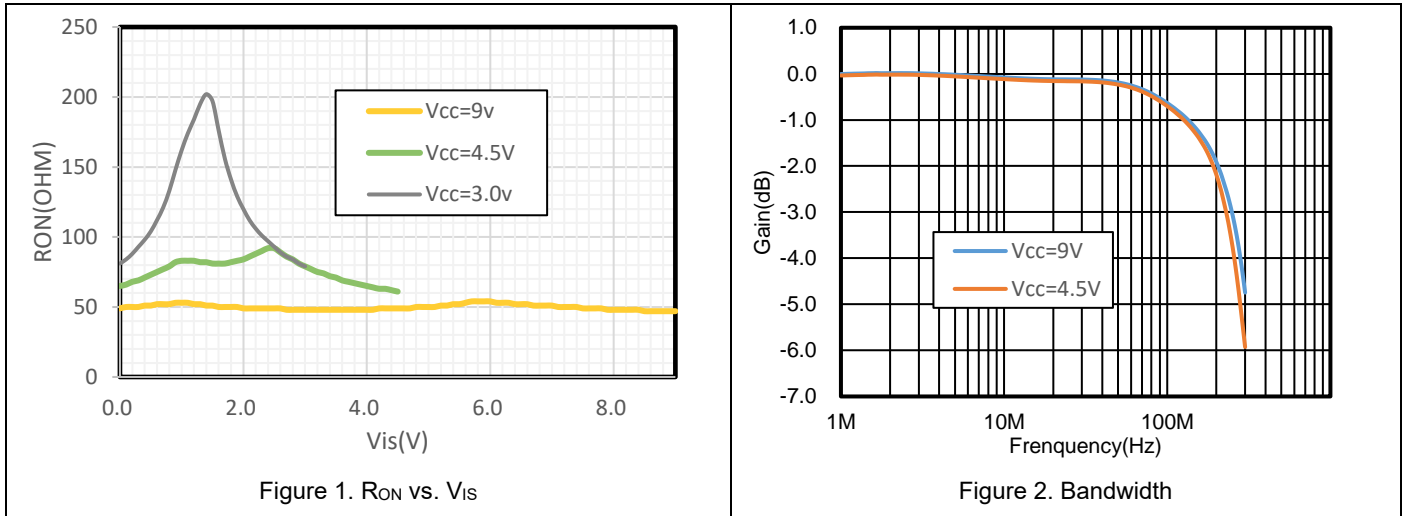 250
200
150
100
50
0
RON(OHM)
Vcc=9v
Vcc=4.5V
Vcc=3.0v
0.0 2.0 4.0 6.0 8.0
Vis(V)
Figure 1. RON vs. VIS
1.0
0.0
-1.0
-2.0
-3.0
-4.0
-5.0
-6.0
-7.0
Gain(dB)
Vcc=9V
Vcc=4.5V
1M 10M 100M
Frenquency(Hz)
Figure 2. Bandwidth